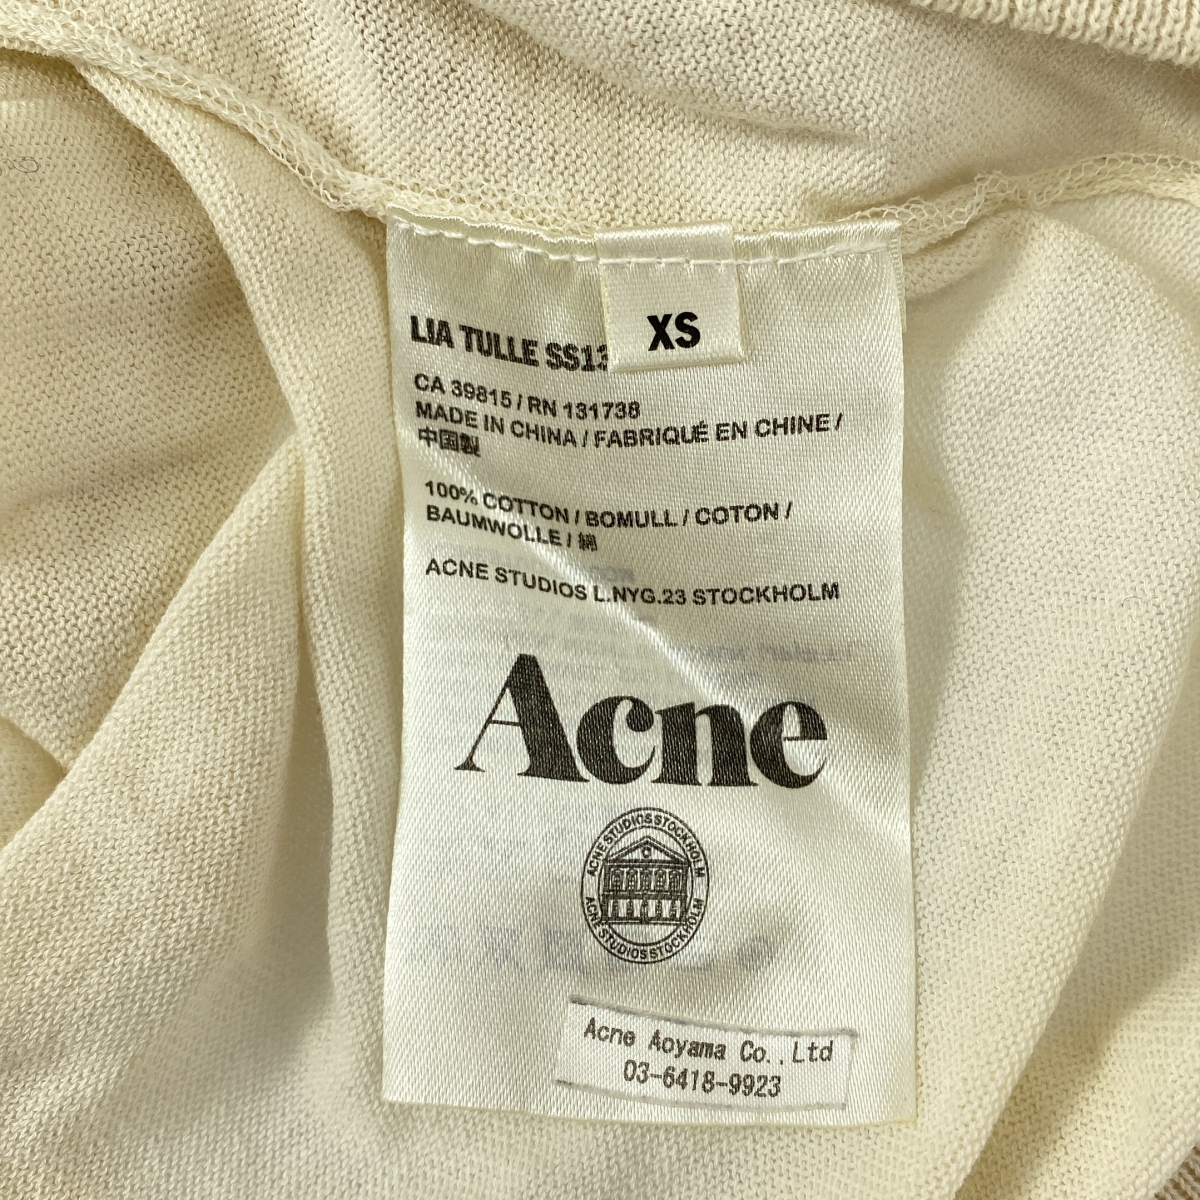 XS
LIA TULLE SS13
CA 39815 / RN 131738
MADE IN CHINA / FABRIQUÉ EN CHINE /
中国製
100% COTTON / BOMULL / COTON /
BAUMWOLLE / 綿
ACNE STUDIOS L.NYG.23 STOCKHOLM
Acne
ACNE STUDIOS STOCKHOLM
ACNE STUDIOS STOCKHOLM
Acne Aoyama Co.,Ltd
03-6418-9923